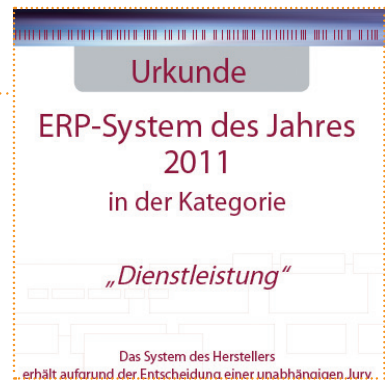 Urkunde
ERP-System des Jahres
2011
in der Kategorie
„Dienstleistung“
Das System des Herstellers
erhält aufgrund der Entscheidung einer unabhängigen Jury